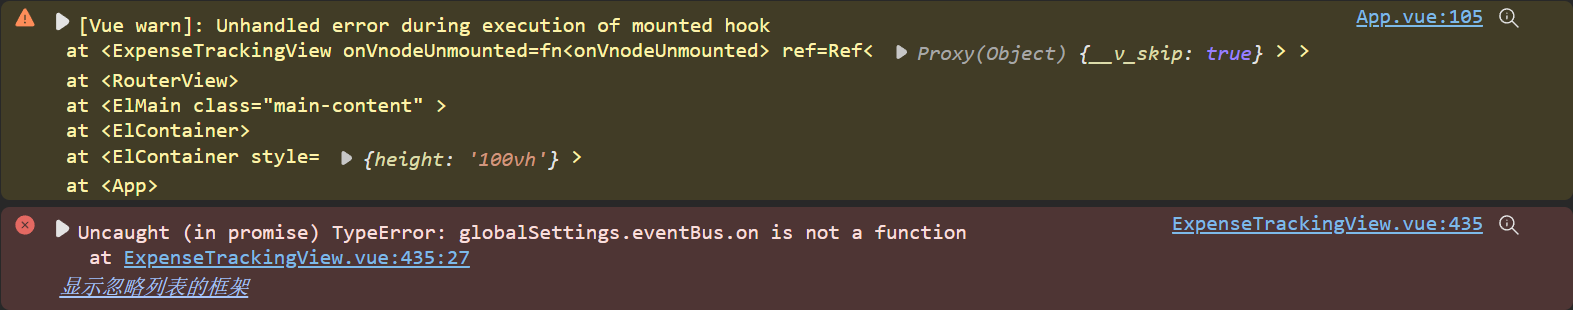 [Vue warn]: Unhandled error during execution of mounted hook App.vue:105
at <ExpenseTrackingView onVnodeUnmounted=fn<onVnodeUnmounted> ref=Ref< Proxy(Object) {__v_skip: true} > >
at <RouterView>
at <ElMain class="main-content" >
at <ElContainer>
at <ElContainer style= {height: '100vh'} >
at <App>
Uncaught (in promise) TypeError: globalSettings.eventBus.on is not a function ExpenseTrackingView.vue:435
at ExpenseTrackingView.vue:435:27
显示忽略列表的框架